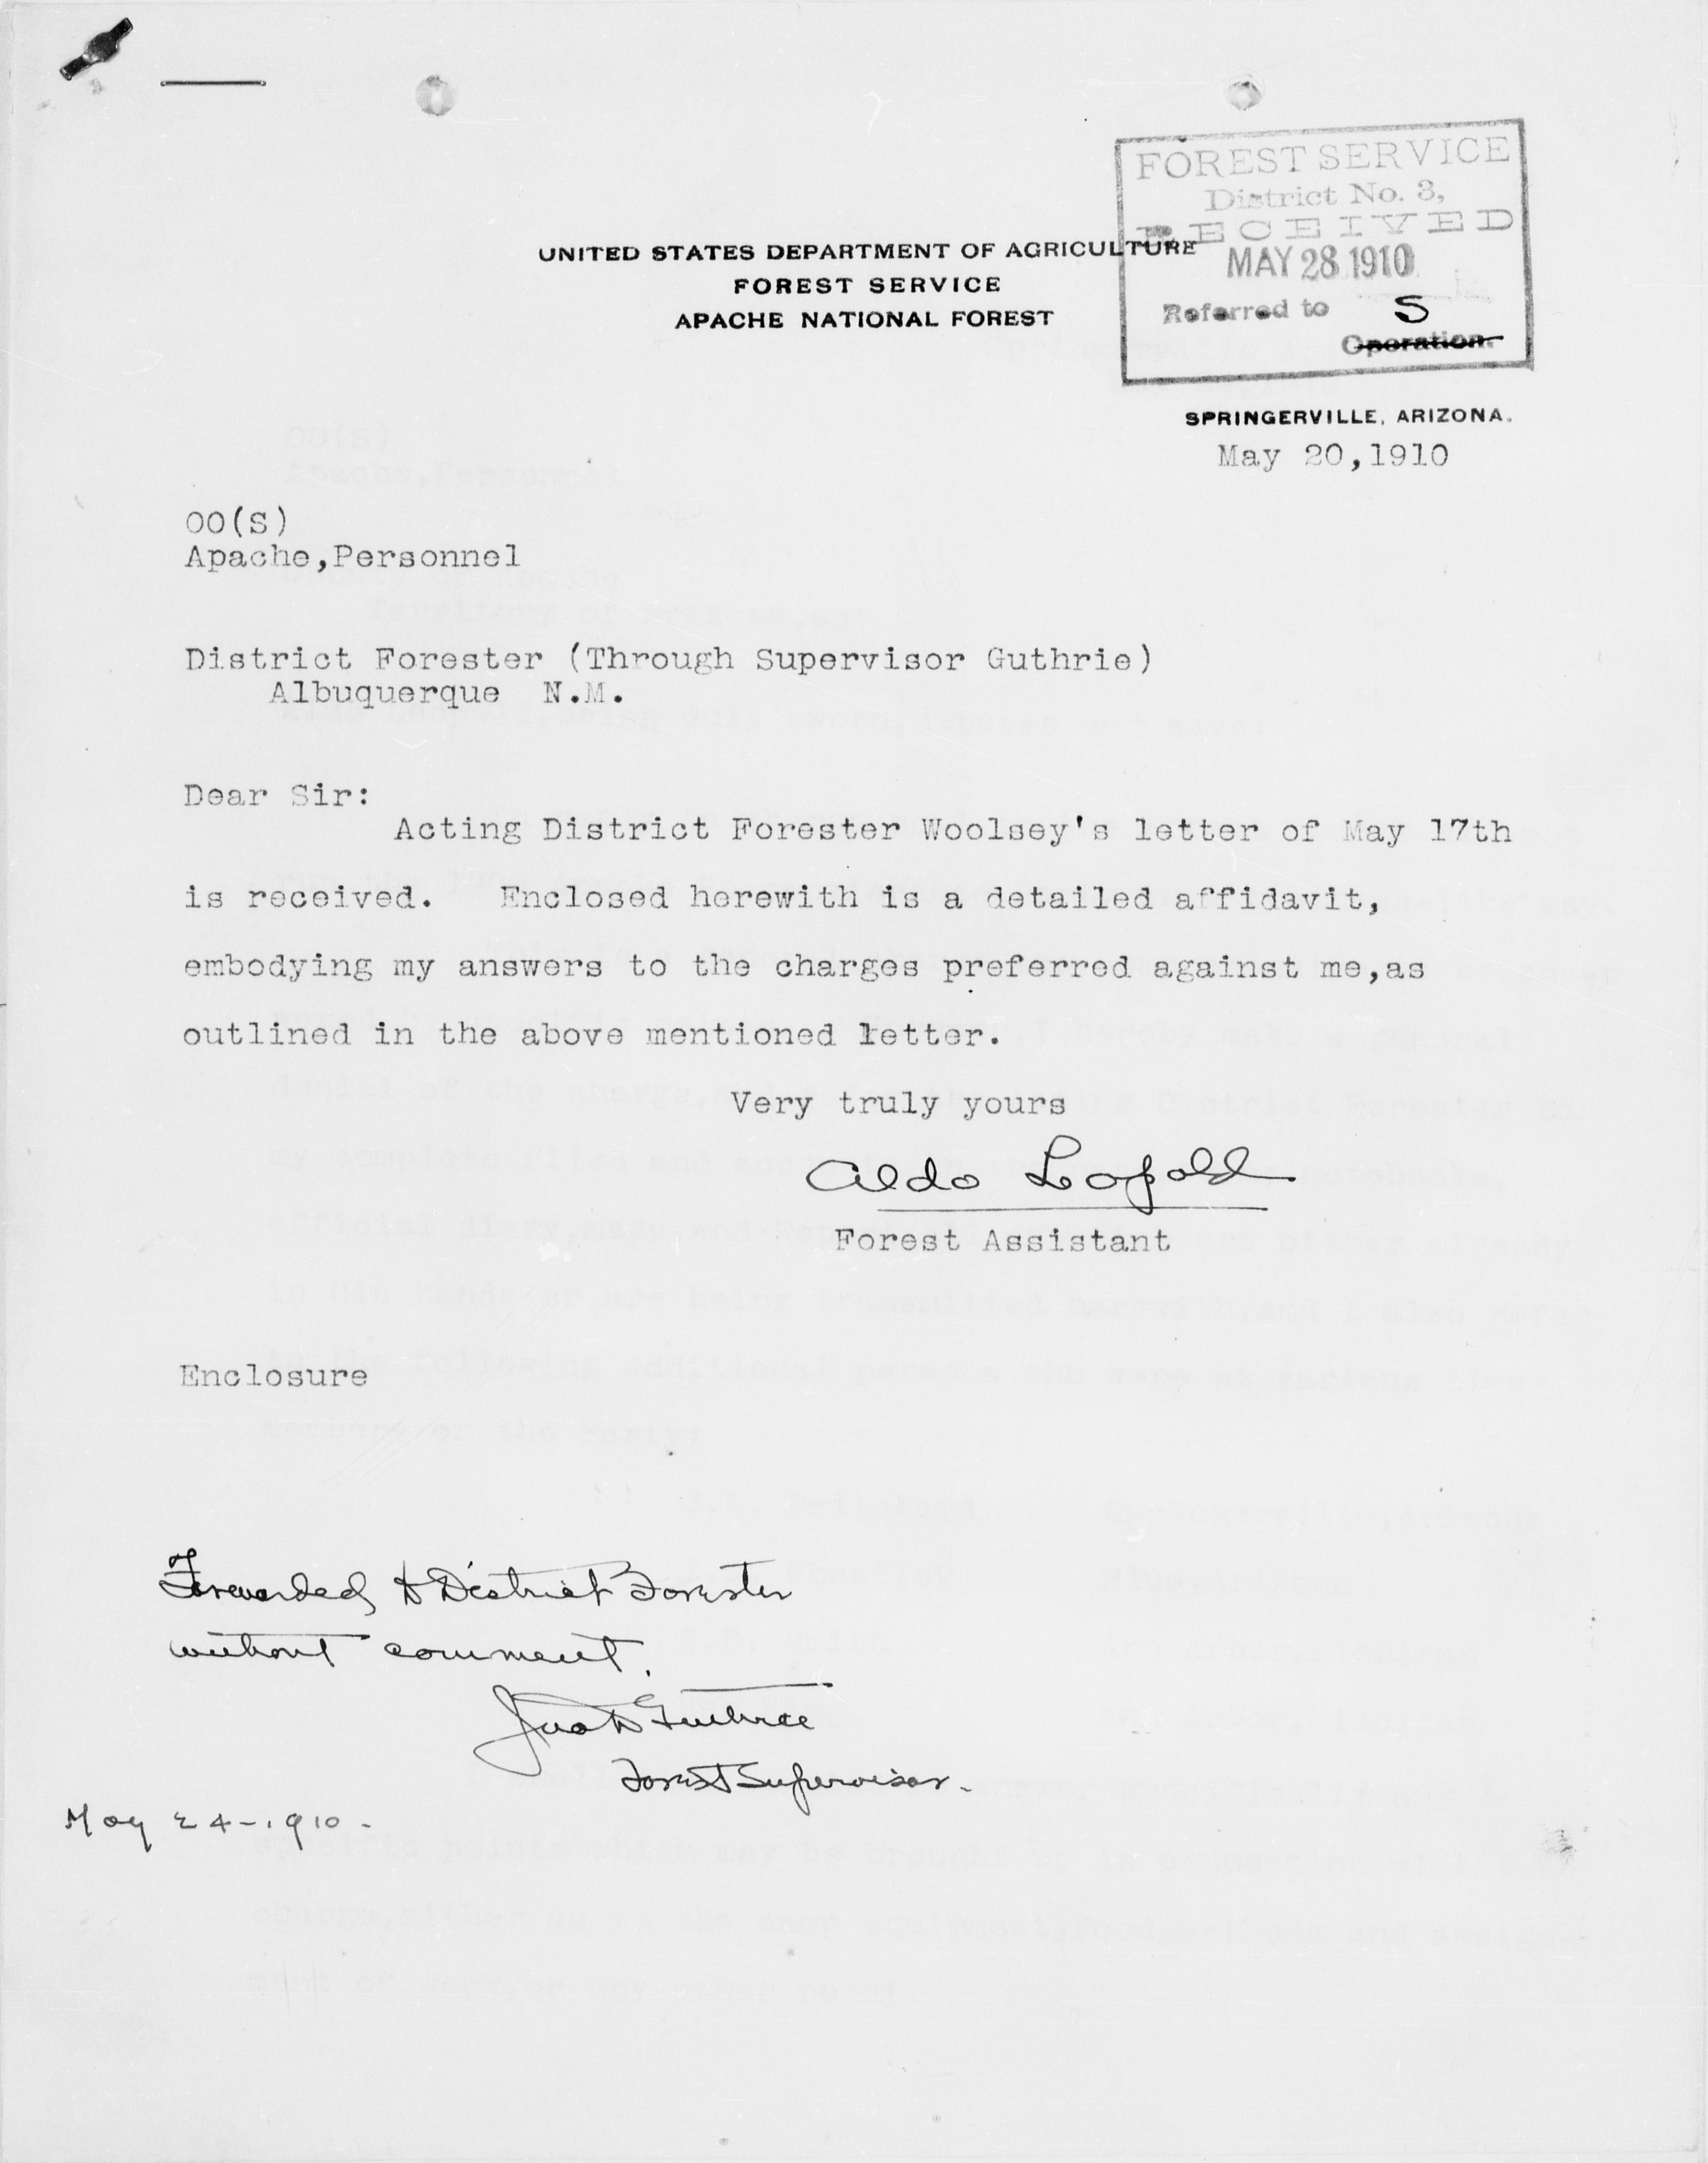 FOREST SERVICE
District No. 3,
RECEIVED
MAY 28 1910
Referred to S
Operation.
UNITED STATES DEPARTMENT OF AGRICULTURE
FOREST SERVICE
APACHE NATIONAL FOREST
SPRINGERVILLE, ARIZONA.
May 20,1910
OO(S)
Apache,Personnel
District Forester (Through Supervisor Guthrie)
Albuquerque N.M.
Dear Sir:
Acting District Forester Woolsey's letter of May 17th
is received. Enclosed herewith is a detailed affidavit,
embodying my answers to the charges preferred against me,as
outlined in the above mentioned letter.
Very truly yours
Aldo Leopold
Forest Assistant
Enclosure
Forwarded to District Forester
without comment.
Jno D Guthrie
Forest Supervisor.
May 24-1910.